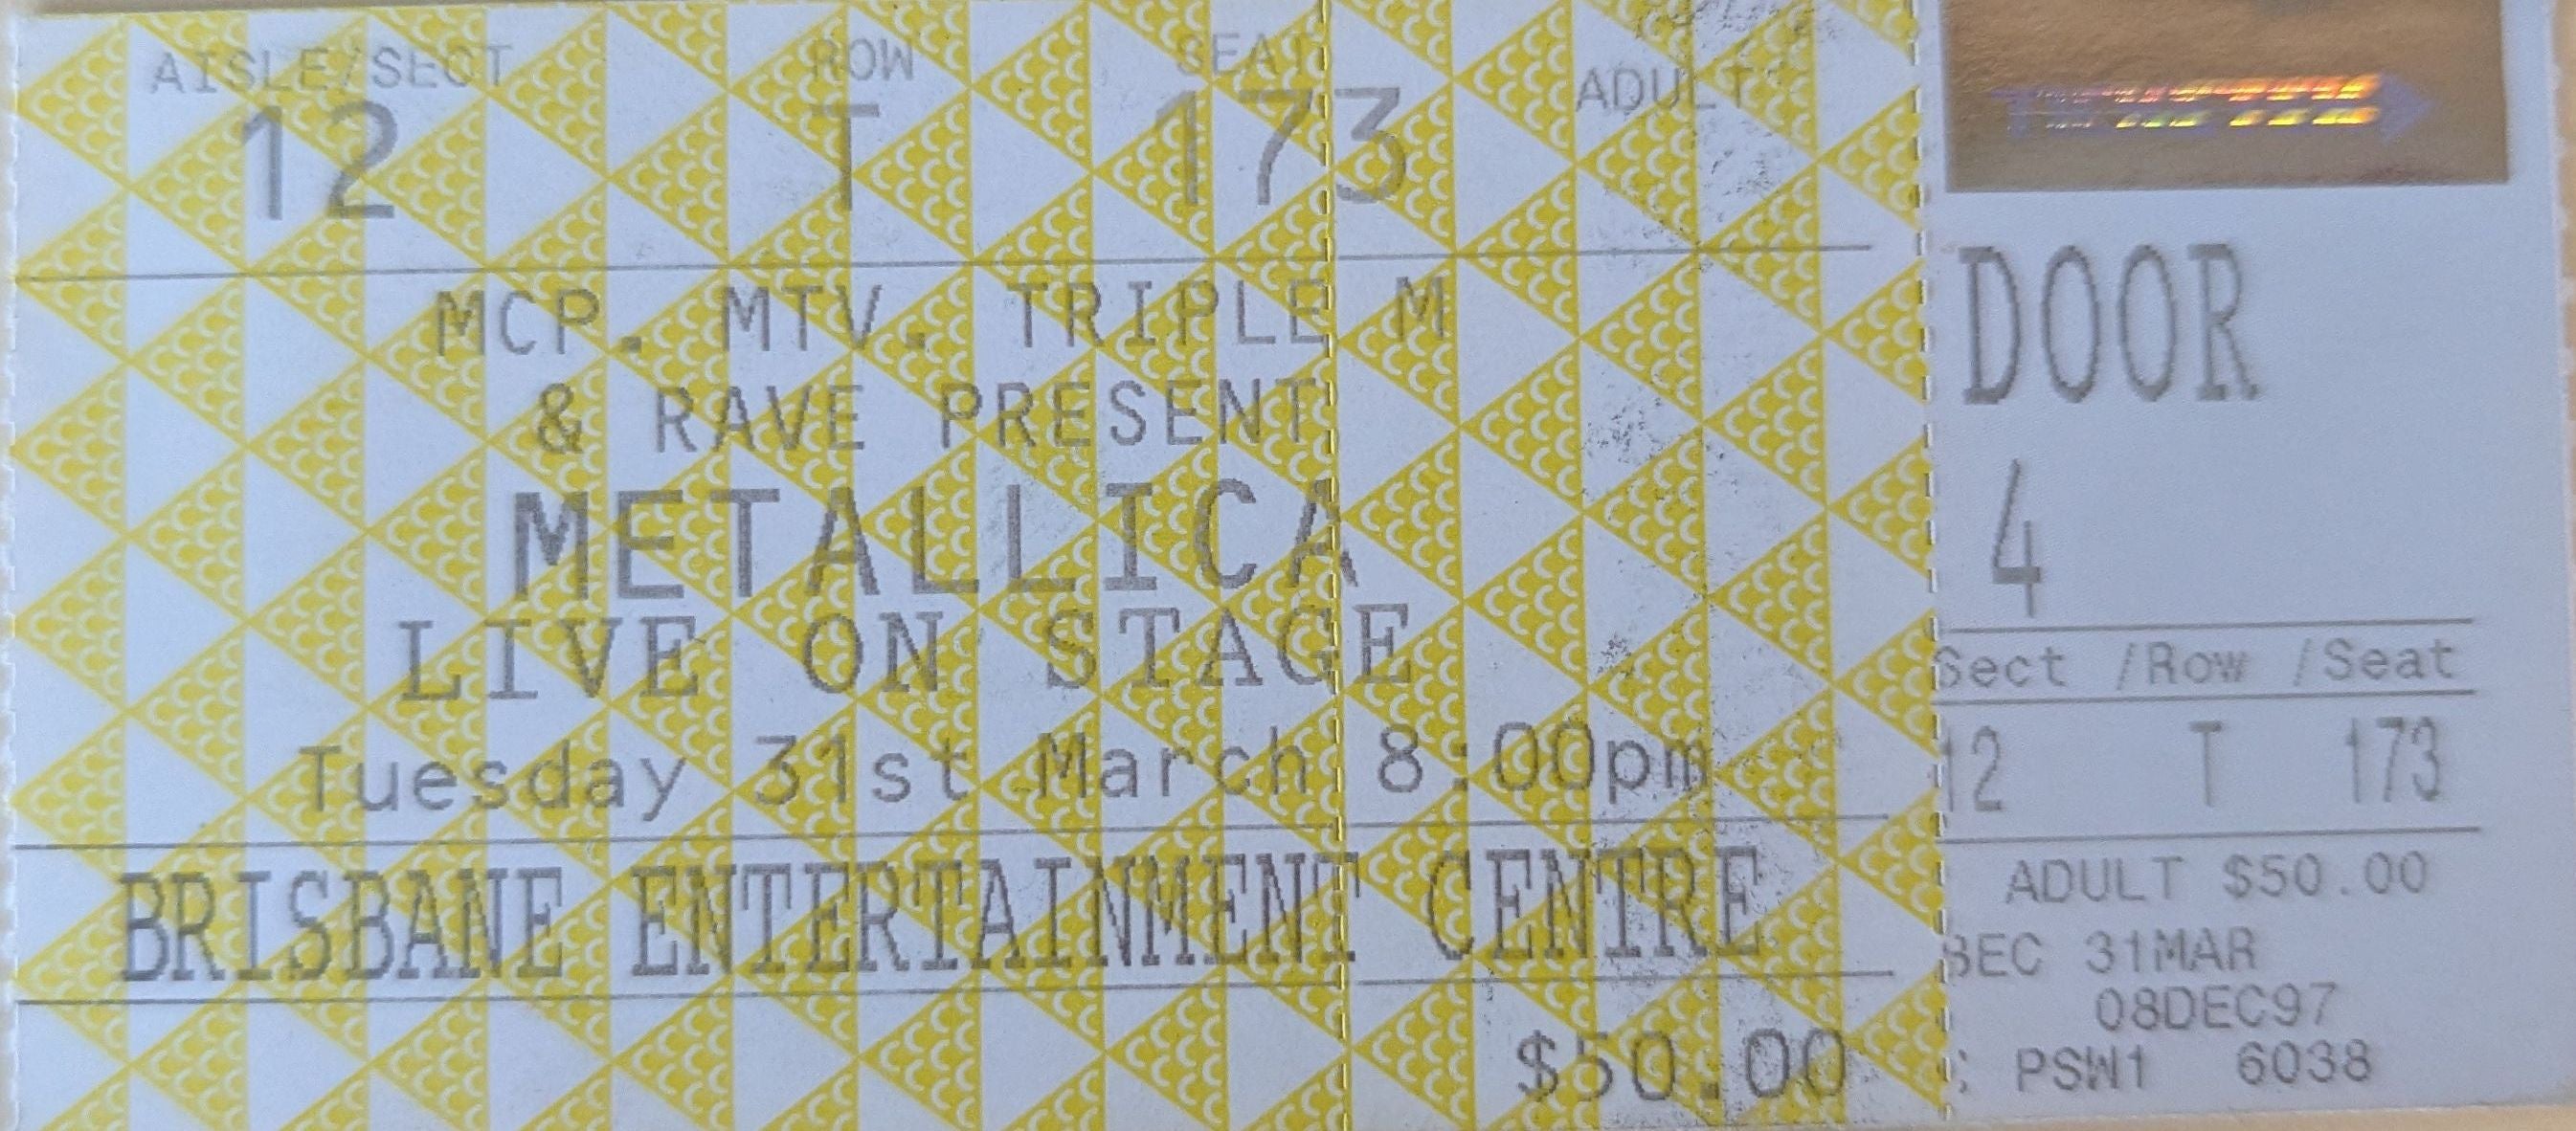 AISLE/SECT ROW SEAT ADULT
12 T 173
MCP. MTV. TRIPLE M
& RAVE PRESENT
METALLICA
LIVE ON STAGE
Tuesday 31st March 8:00pm
BRISBANE ENTERTAINMENT CENTRE
$50.00
DOOR
4
Sect /Row /Seat
12 T 173
ADULT $50.00
BEC 31MAR
08DEC97
: PSW1 6038